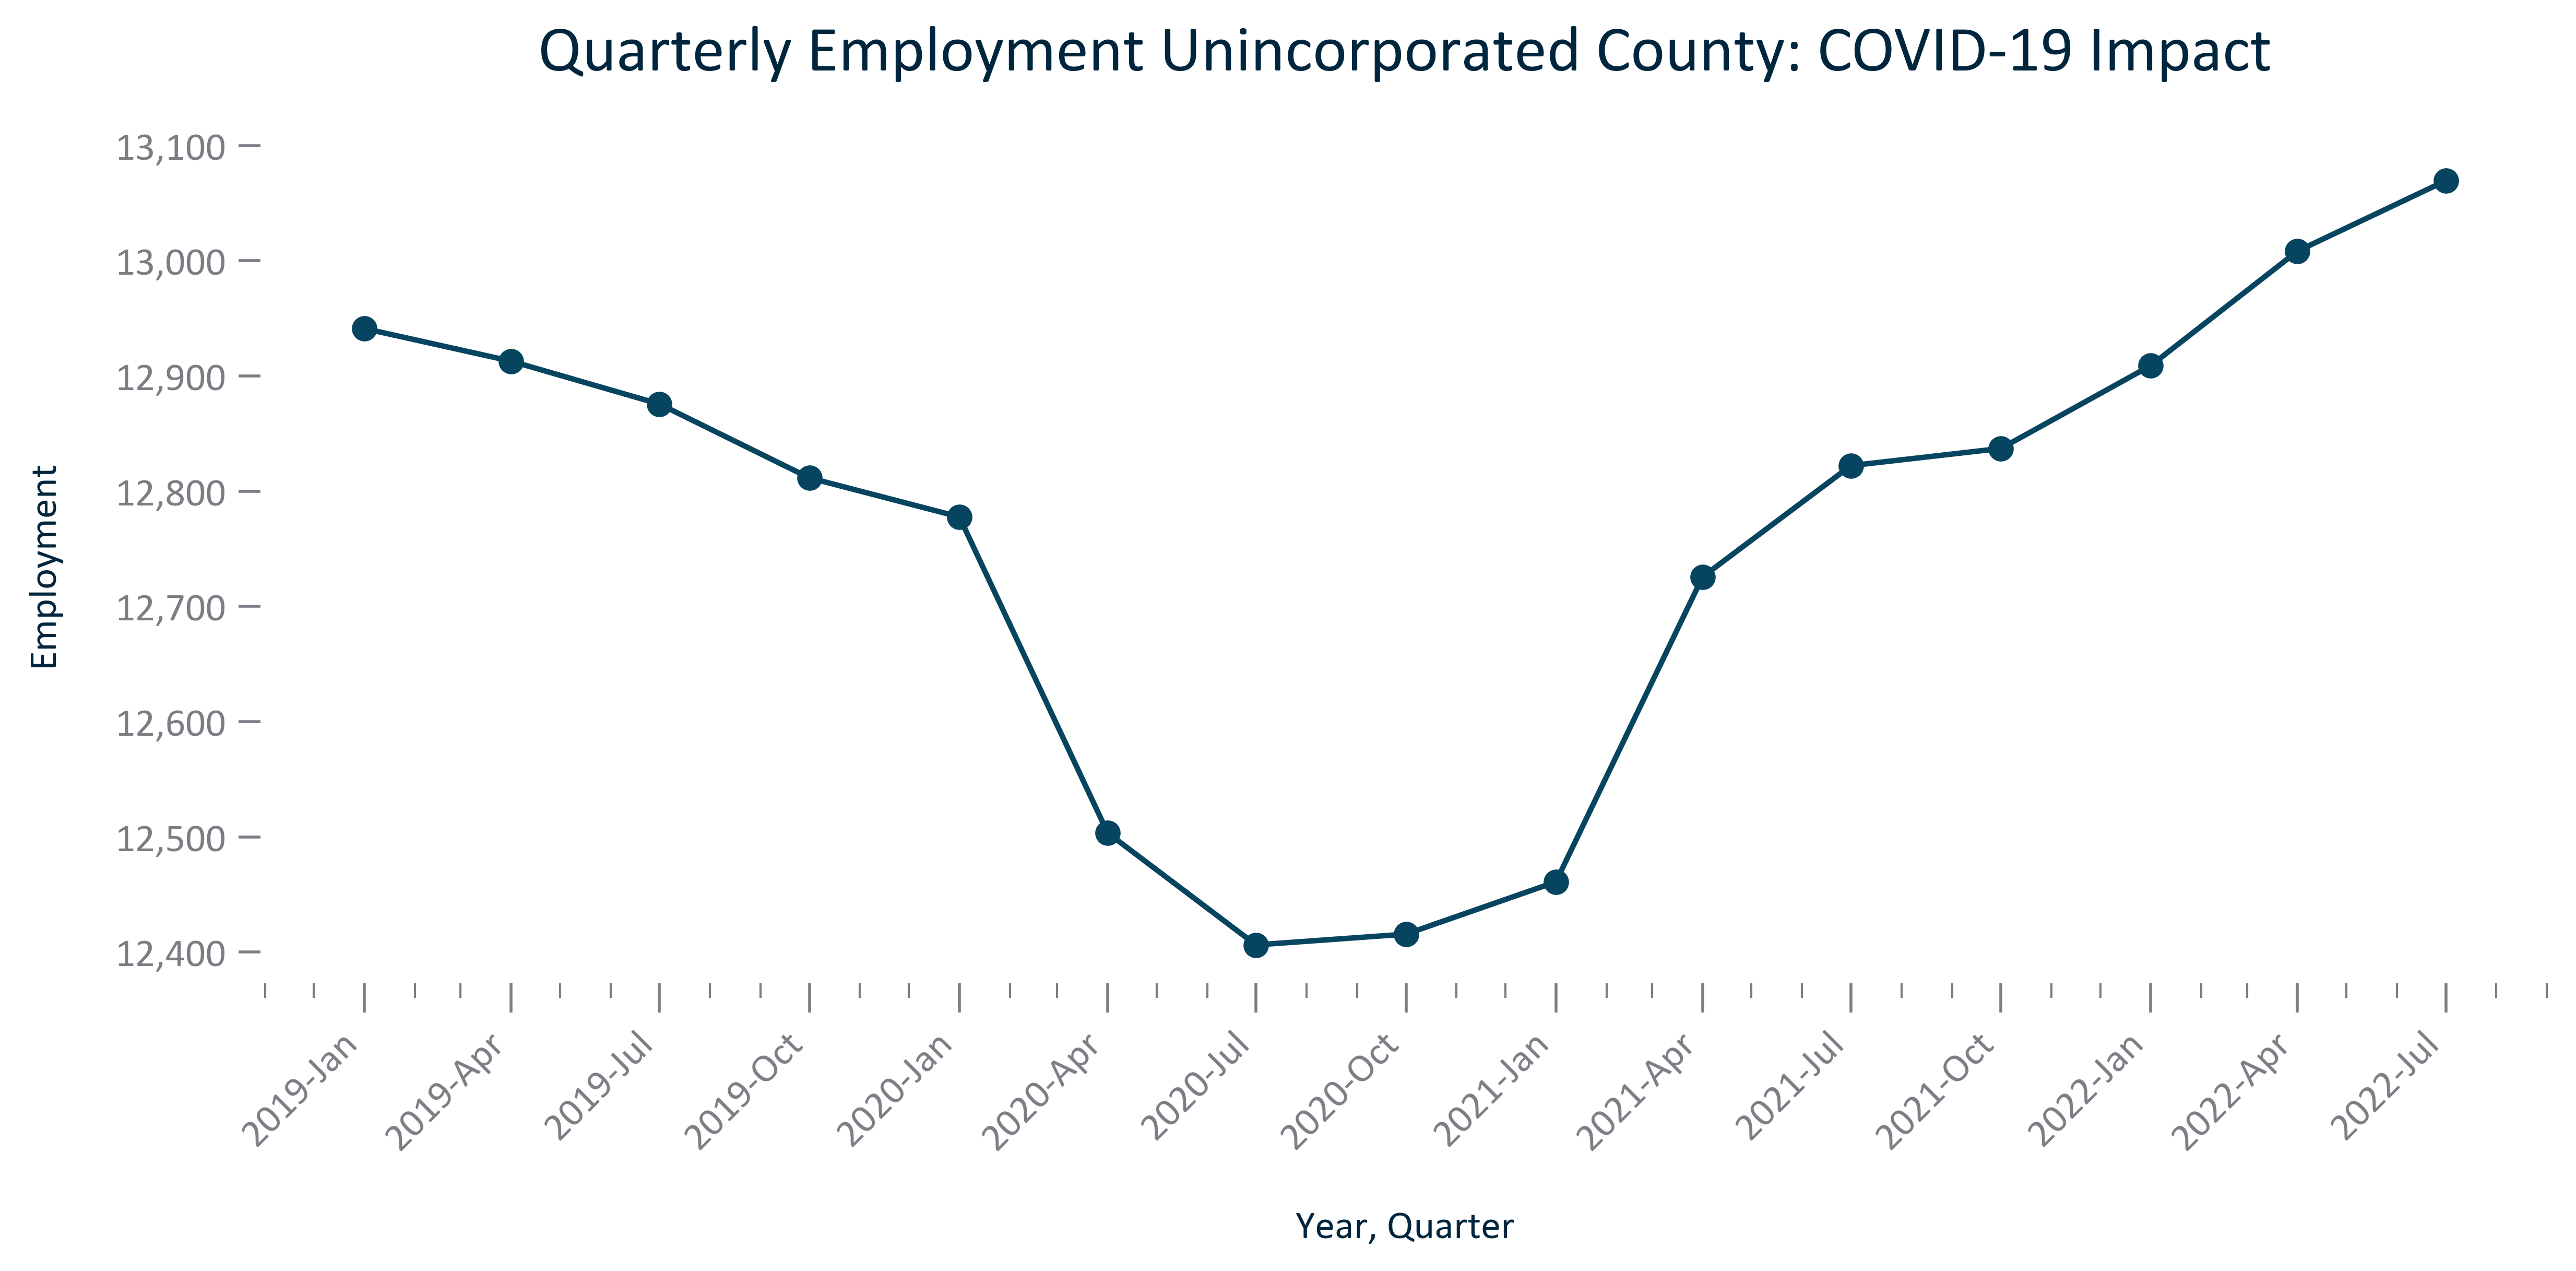 Quarterly Employment Unincorporated County: COVID-19 Impact
13,100
13,000
12,900
12,800
12,700
12,600
12,500
12,400
Employment
2019-Jan
2019-Apr
2019-Jul
2019-Oct
2020-Jan
2020-Apr
2020-Jul
2020-Oct
2021-Jan
2021-Apr
2021-Jul
2021-Oct
2022-Jan
2022-Apr
2022-Jul
Year, Quarter